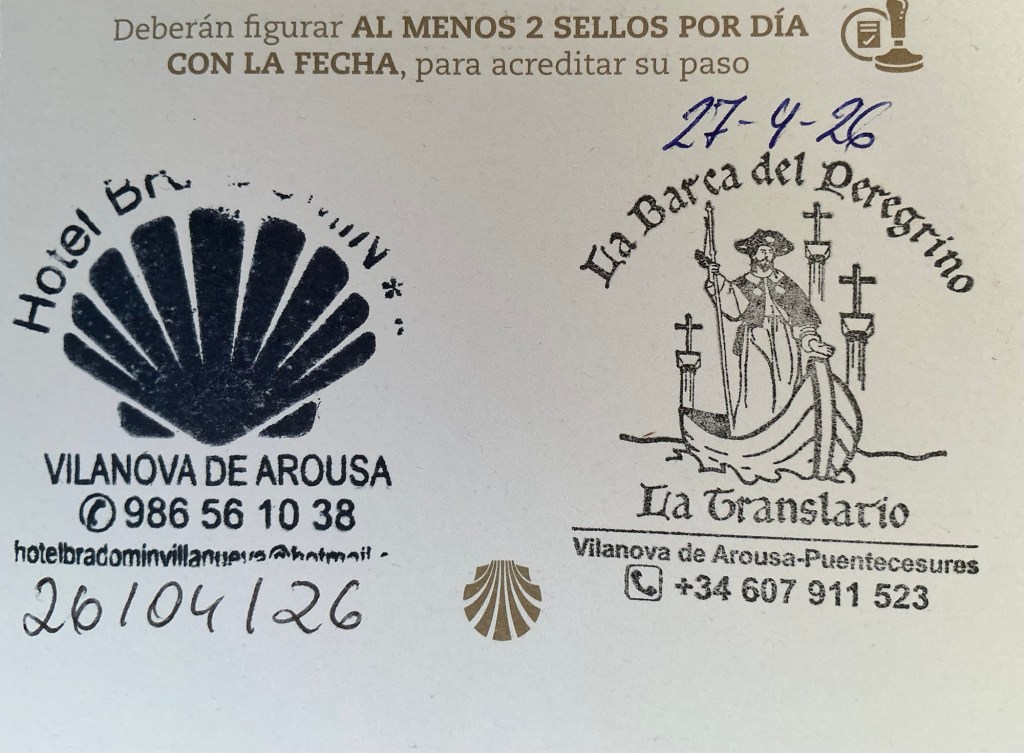 Deberán figurar AL MENOS 2 SELLOS POR DÍA
CON LA FECHA, para acreditar su paso
Hotel
VILANOVA DE AROUSA
986 56 10 38
26/04/26
27-4-26
La Barca del Peregrino
La Translatio
Vilanova de Arousa-Puentecesures
+34 607 911 523